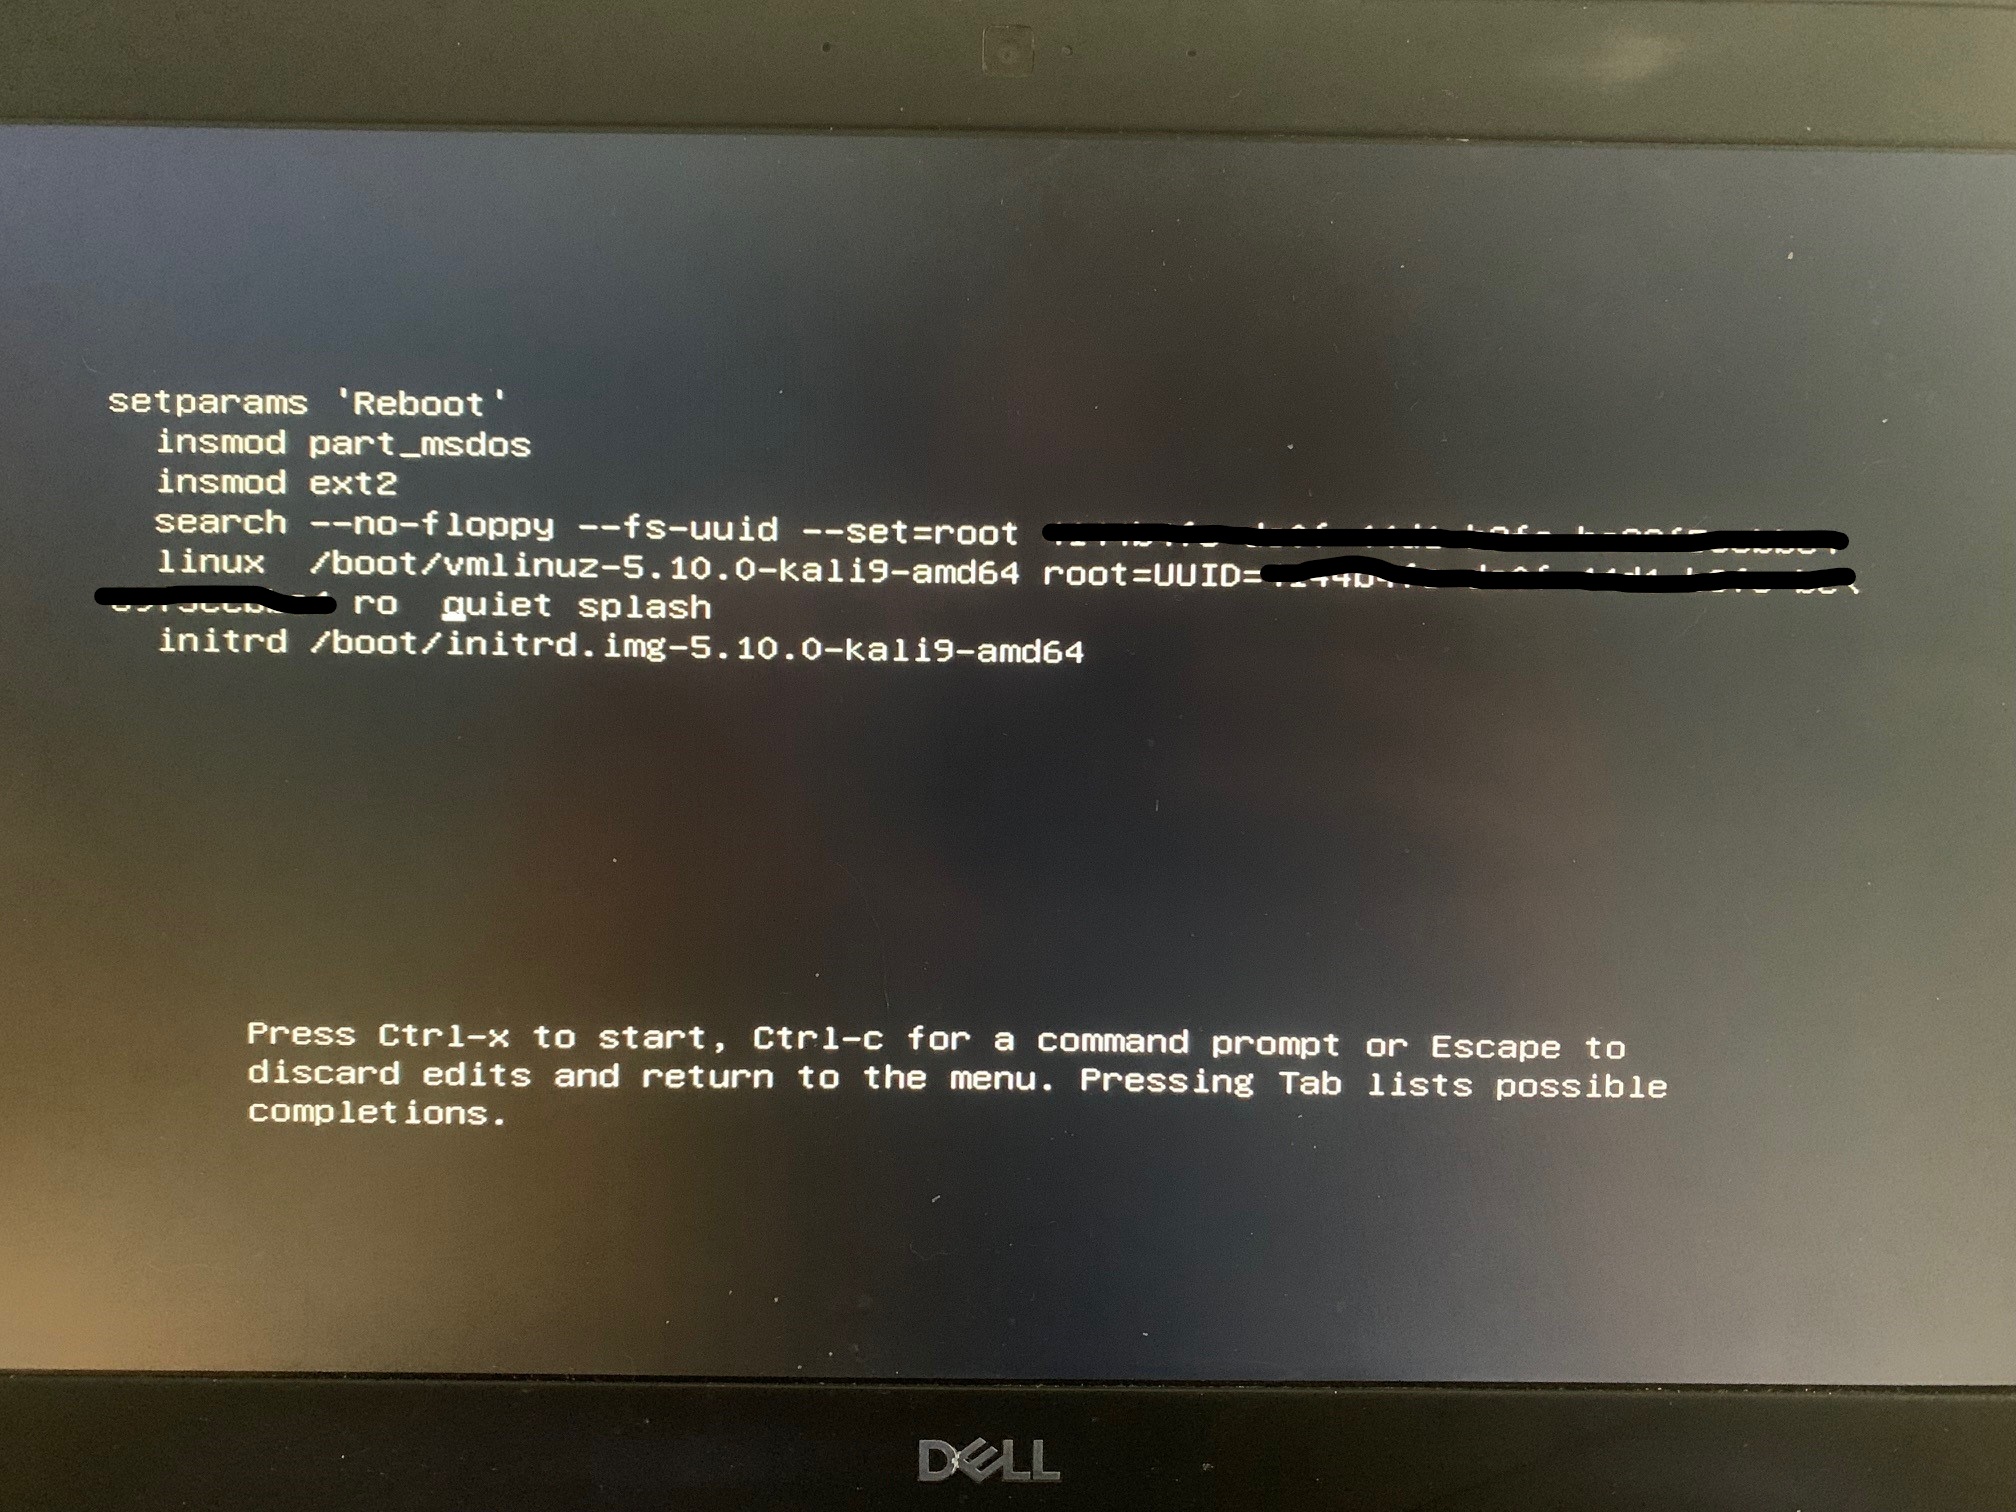 setparams 'Reboot'
insmod part_msdos
insmod ext2
search --no-floppy --fs-uuid --set=root
linux /boot/vmlinuz-5.10.0-kali9-amd64 root=UUID=
ro quiet splash
initrd /boot/initrd.img-5.10.0-kali9-amd64
Press Ctrl-x to start, Ctrl-c for a command prompt or Escape to
discard edits and return to the menu. Pressing Tab lists possible
completions.
DELL